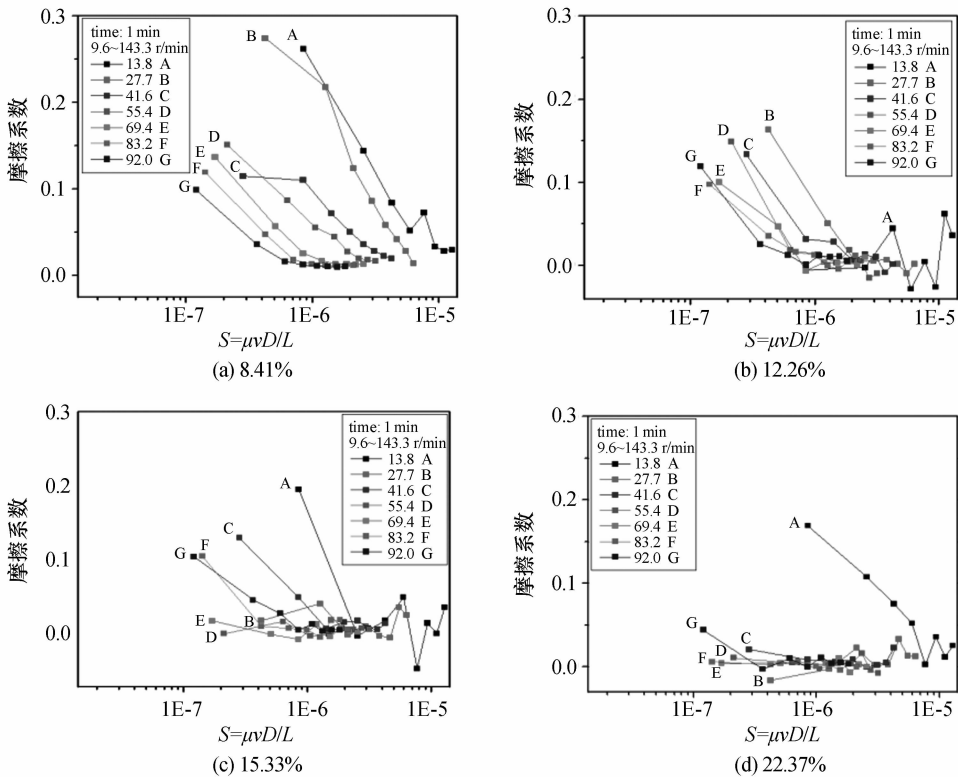 0.3
0.2
0.1
0.0
摩擦系数
time: 1 min
9.6~143.3 r/min
13.8 A
27.7 B
41.6 C
55.4 D
69.4 E
83.2 F
92.0 G
B
A
D
E
C
F
G
1E-7
1E-6
1E-5
S=μvD/L
(a) 8.41%
0.3
0.2
0.1
0.0
摩擦系数
time: 1 min
9.6~143.3 r/min
13.8 A
27.7 B
41.6 C
55.4 D
69.4 E
83.2 F
92.0 G
B
D
C
G
E
F
A
1E-7
1E-6
1E-5
S=μvD/L
(b) 12.26%
0.3
0.2
0.1
0.0
摩擦系数
time: 1 min
9.6~143.3 r/min
13.8 A
27.7 B
41.6 C
55.4 D
69.4 E
83.2 F
92.0 G
A
C
F
G
E
B
D
1E-7
1E-6
1E-5
S=μvD/L
(c) 15.33%
0.3
0.2
0.1
0.0
摩擦系数
time: 1 min
9.6~143.3 r/min
13.8 A
27.7 B
41.6 C
55.4 D
69.4 E
83.2 F
92.0 G
A
G
C
D
F
E
B
1E-7
1E-6
1E-5
S=μvD/L
(d) 22.37%